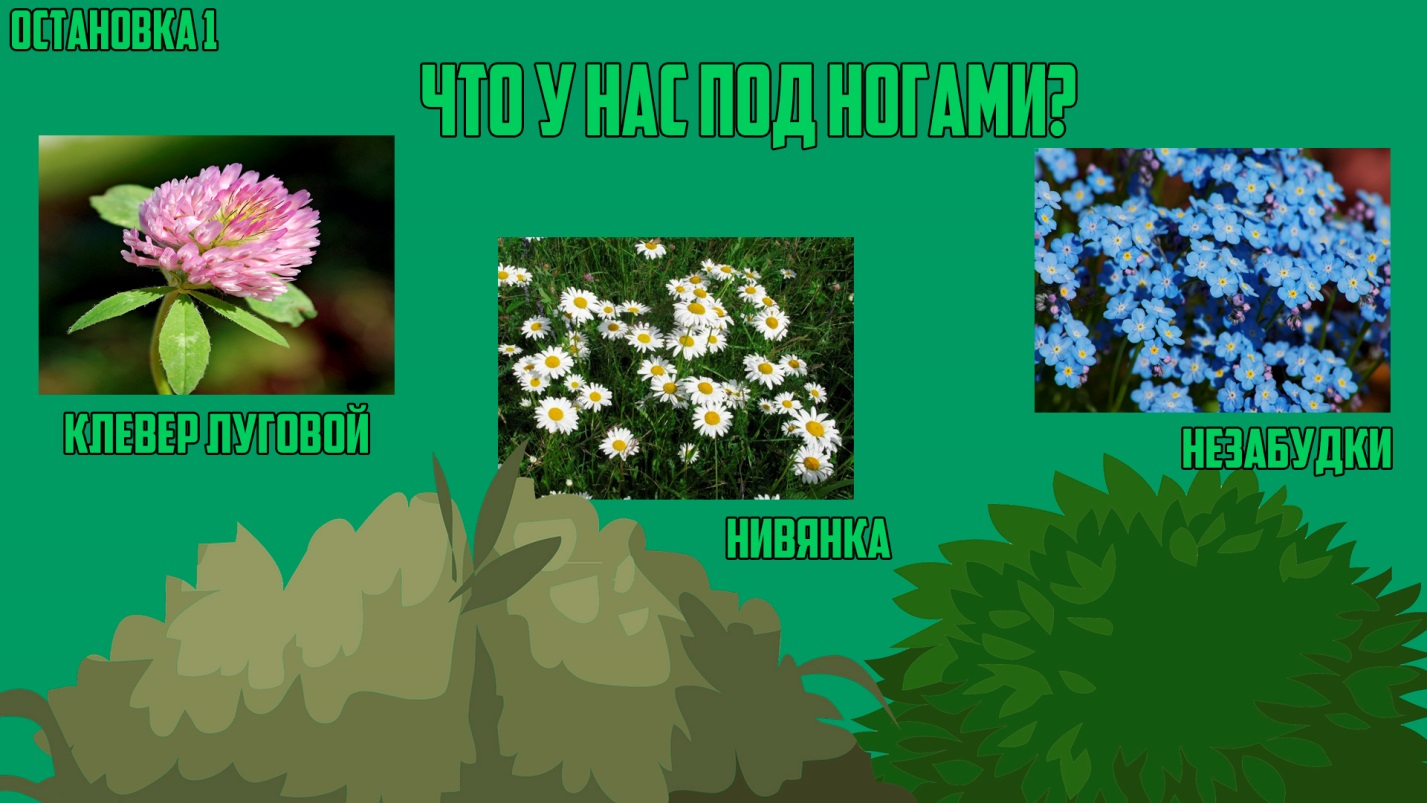 ОСТАНОВКА 1
ЧТО У НАС ПОД НОГАМИ?
КЛЕВЕР ЛУГОВОЙ
НИВЯНКА
НЕЗАБУДКИ